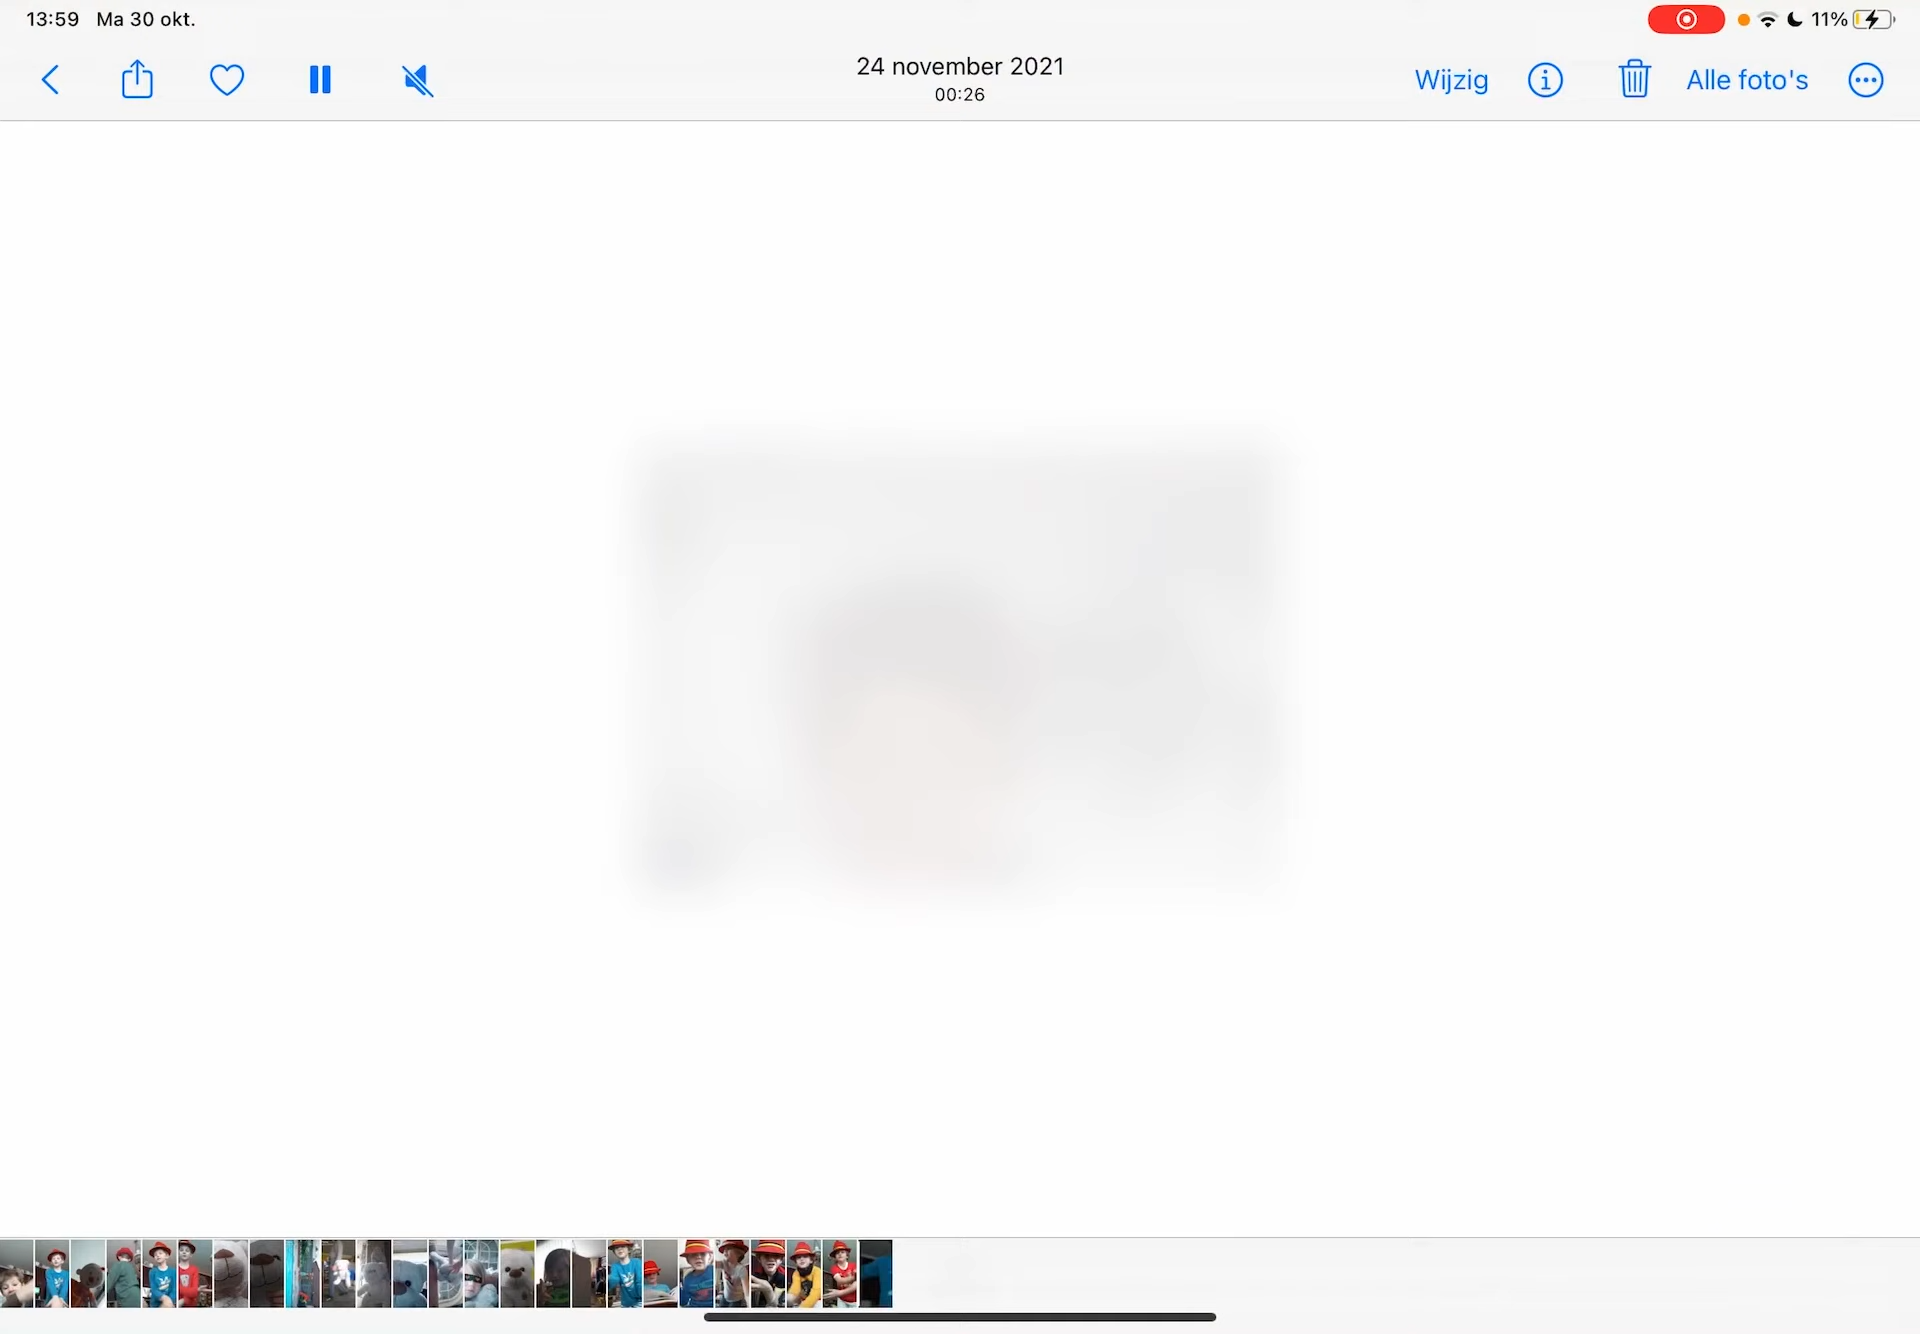 13:59 Ma 30 okt.
11%
24 november 2021
00:26
Wijzig
Alle foto's